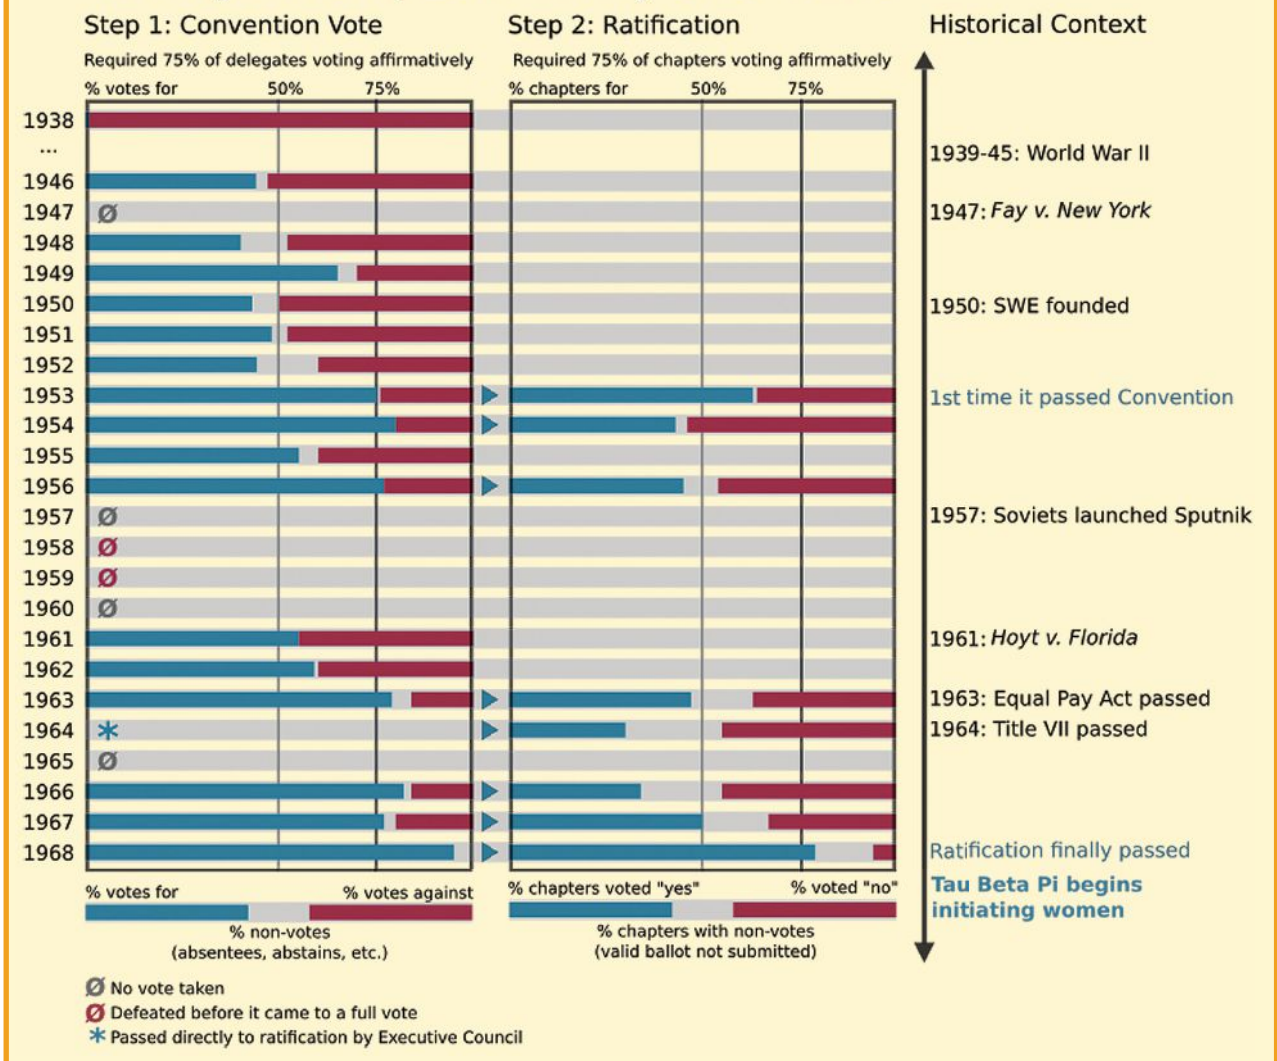 Step 1: Convention Vote
Required 75% of delegates voting affirmatively
% votes for 50% 75%
Step 2: Ratification
Required 75% of chapters voting affirmatively
% chapters for 50% 75%
Historical Context
1938
...
1939-45: World War II
1946
1947 Ø
1947: Fay v. New York
1948
1949
1950
1950: SWE founded
1951
1952
1953
1st time it passed Convention
1954
1955
1956
1957 Ø
1957: Soviets launched Sputnik
1958 Ø
1959 Ø
1960 Ø
1961
1961: Hoyt v. Florida
1962
1963
1963: Equal Pay Act passed
1964 *
1964: Title VII passed
1965 Ø
1966
1967
1968
Ratification finally passed
Tau Beta Pi begins
initiating women
% votes for % votes against
% non-votes
(absentees, abstains, etc.)
% chapters voted "yes" % voted "no"
% chapters with non-votes
(valid ballot not submitted)
Ø No vote taken
Ø Defeated before it came to a full vote
* Passed directly to ratification by Executive Council